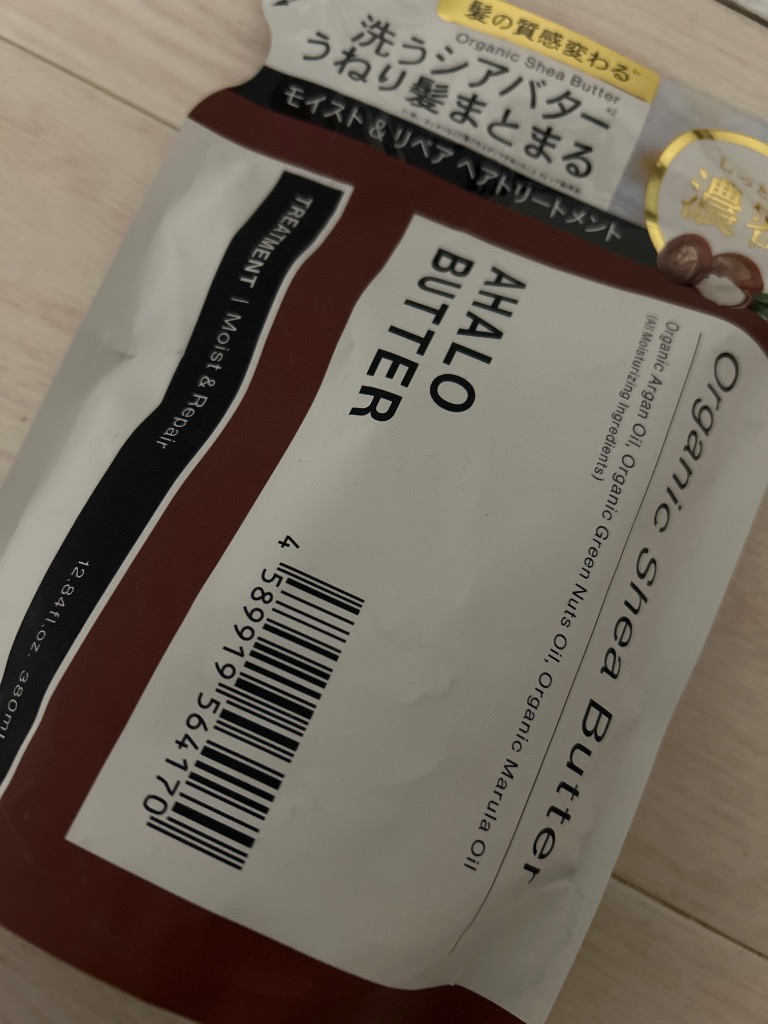 髪の質感変わる
Organic Shea Butter
洗うシアバター
うねり髪まとまる
モイスト & リペア ヘアトリートメント
濃
Organic Shea Butter
Organic Argan Oil, Organic Green Nuts Oil, Organic Marula Oil
(All Moisturizing Ingredients)
AHALO
BUTTER
4 589919 564170
TREATMENT | Moist & Repair
12.84fl.oz. 380ml